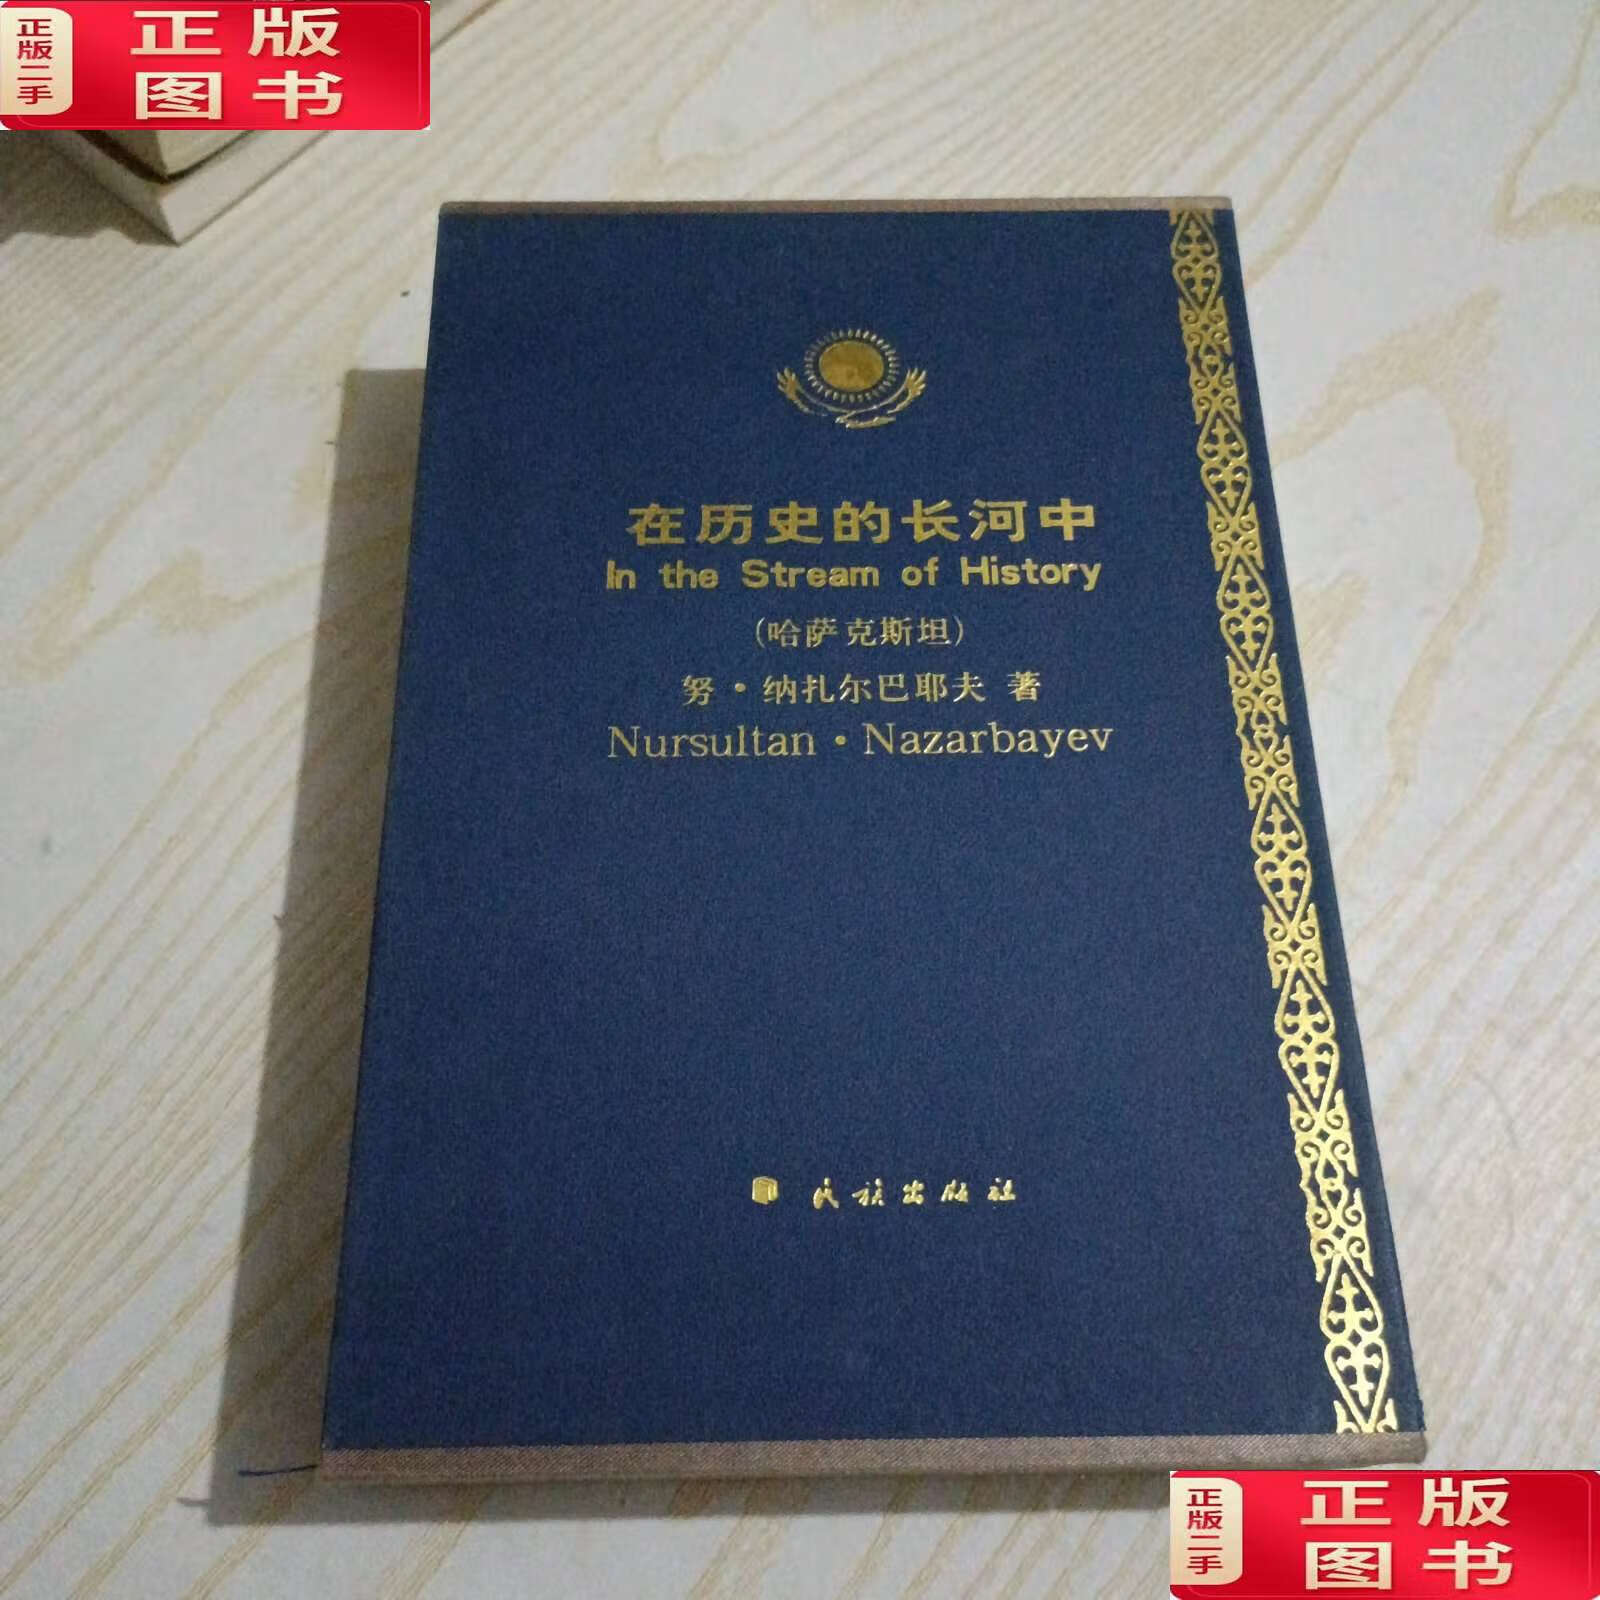 正版二手
正版
图书
在历史的长河中
In the Stream of History
(哈萨克斯坦)
努·纳扎尔巴耶夫 著
Nursultan·Nazarbayev
民族出版社
正版二手
正版
图书